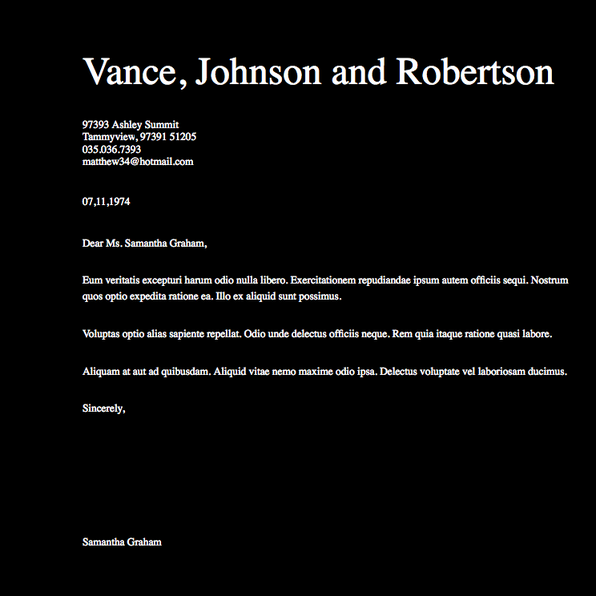 Vance, Johnson and Robertson
97393 Ashley Summit
Tammyview, 97391 51205
035.036.7393
matthew34@hotmail.com
07,11,1974
Dear Ms. Samantha Graham,
Eum veritatis excepturi harum odio nulla libero. Exercitationem repudiandae ipsum autem officiis sequi. Nostrum
quos optio expedita ratione ea. Illo ex aliquid sunt possimus.
Voluptas optio alias sapiente repellat. Odio unde delectus officiis neque. Rem quia itaque ratione quasi labore.
Aliquam at aut ad quibusdam. Aliquid vitae nemo maxime odio ipsa. Delectus voluptate vel laboriosam ducimus.
Sincerely,
Samantha Graham